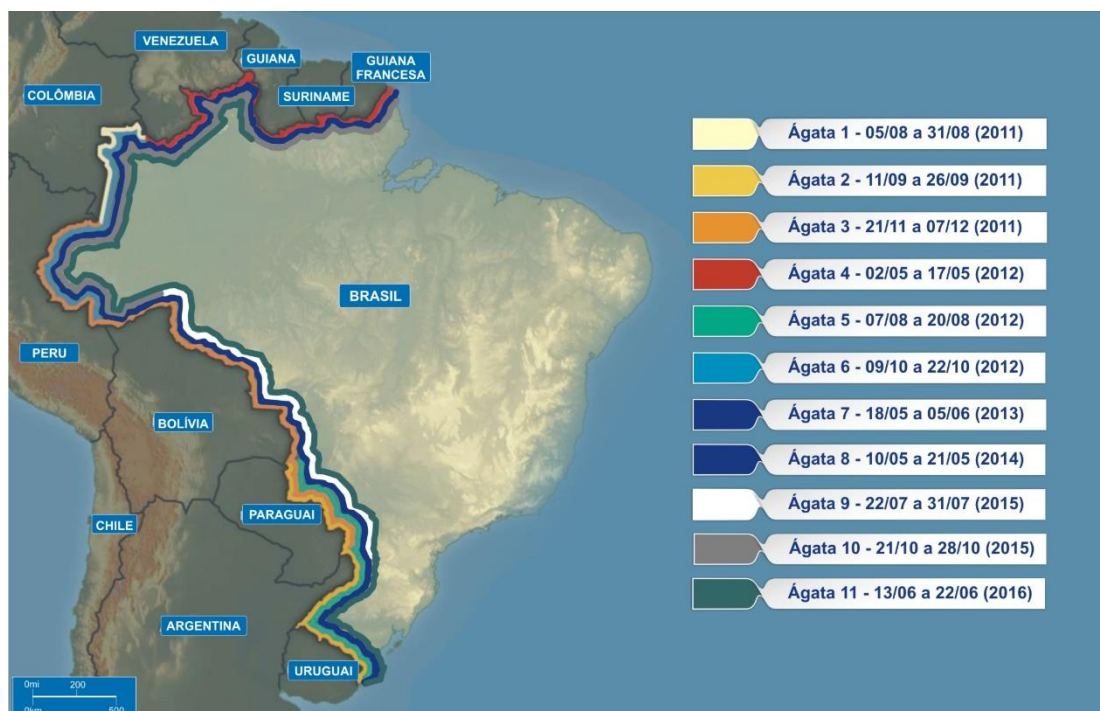 VENEZUELA
GUIANA
GUIANA
FRANCESA
COLÔMBIA
SURINAME
BRASIL
PERU
BOLÍVIA
PARAGUAI
CHILE
ARGENTINA
URUGUAI
0mi 200
0km 500
Ágata 1 - 05/08 a 31/08 (2011)
Ágata 2 - 11/09 a 26/09 (2011)
Ágata 3 - 21/11 a 07/12 (2011)
Ágata 4 - 02/05 a 17/05 (2012)
Ágata 5 - 07/08 a 20/08 (2012)
Ágata 6 - 09/10 a 22/10 (2012)
Ágata 7 - 18/05 a 05/06 (2013)
Ágata 8 - 10/05 a 21/05 (2014)
Ágata 9 - 22/07 a 31/07 (2015)
Ágata 10 - 21/10 a 28/10 (2015)
Ágata 11 - 13/06 a 22/06 (2016)